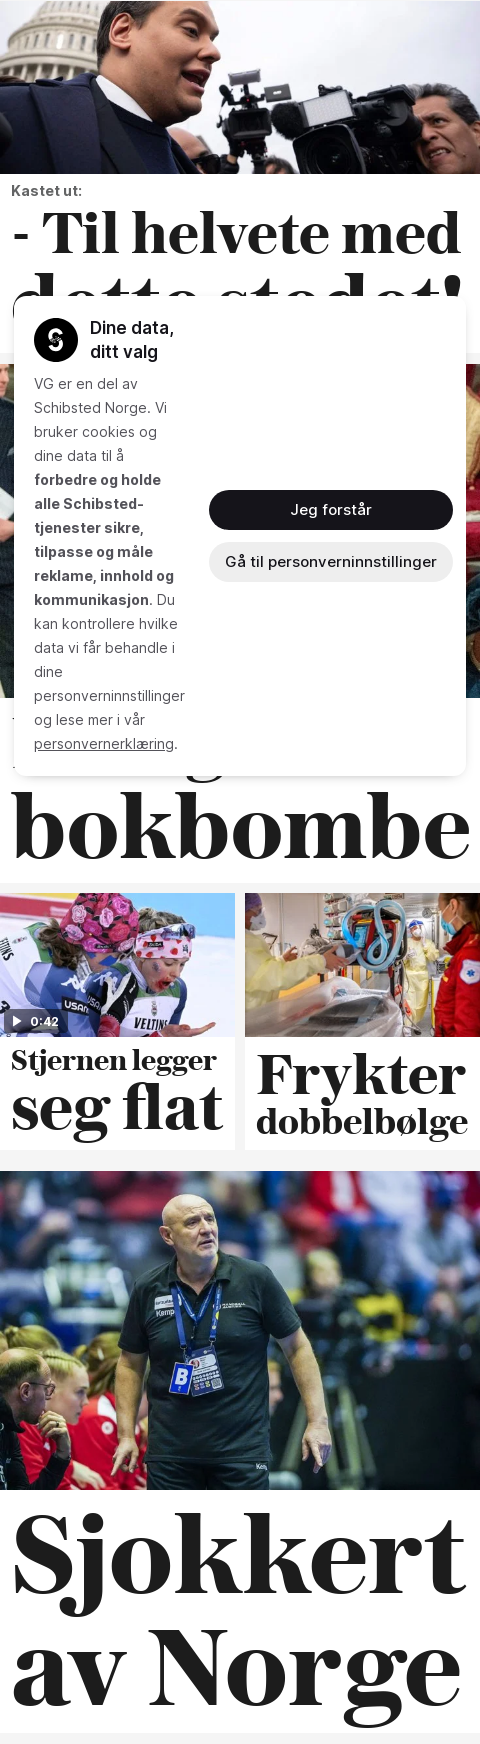 Kastet ut:
- Til helvete med
dette stedet!
Dine data,
ditt valg
VG er en del av
Schibsted Norge. Vi
bruker cookies og
dine data til å
forbedre og holde
alle Schibsted-
tjenester sikre,
tilpasse og måle
reklame, innhold og
kommunikasjon. Du
kan kontrollere hvilke
data vi får behandle i
dine
personverninnstillinger
og lese mer i vår
personvernerklæring.
Jeg forstår
Gå til personverninnstillinger
bokbombe
0:42
VELTINS
Stjernen legger
seg flat
Frykter
dobbelbølge
B
Sjokkert
av Norge